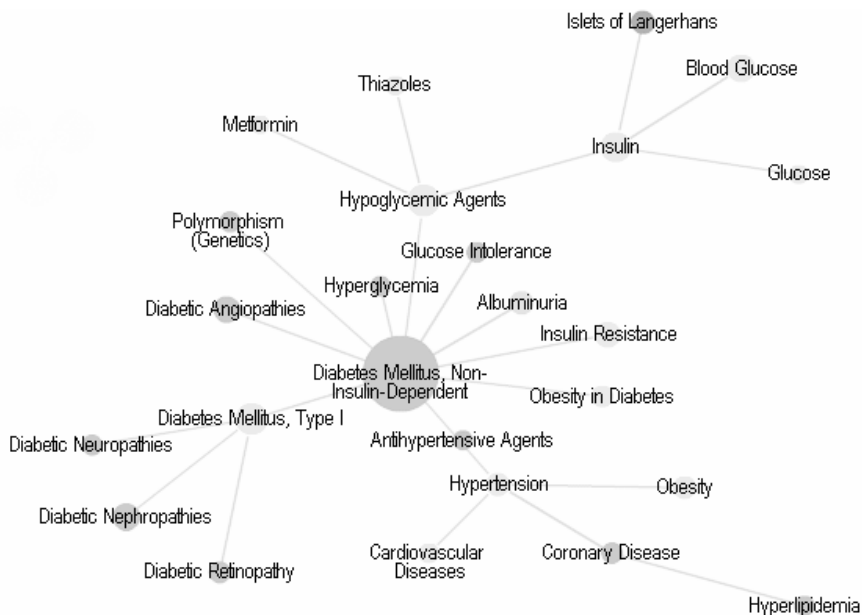 Islets of Langerhans
Blood Glucose
Thiazoles
Metformin
Insulin
Glucose
Hypoglycemic Agents
Polymorphism
(Genetics)
Glucose Intolerance
Hyperglycemia
Albuminuria
Diabetic Angiopathies
Insulin Resistance
Diabetes Mellitus, Non-
Insulin-Dependent
Obesity in Diabetes
Diabetes Mellitus, Type I
Diabetic Neuropathies
Antihypertensive Agents
Hypertension
Obesity
Diabetic Nephropathies
Cardiovascular
Diseases
Coronary Disease
Diabetic Retinopathy
Hyperlipidemia